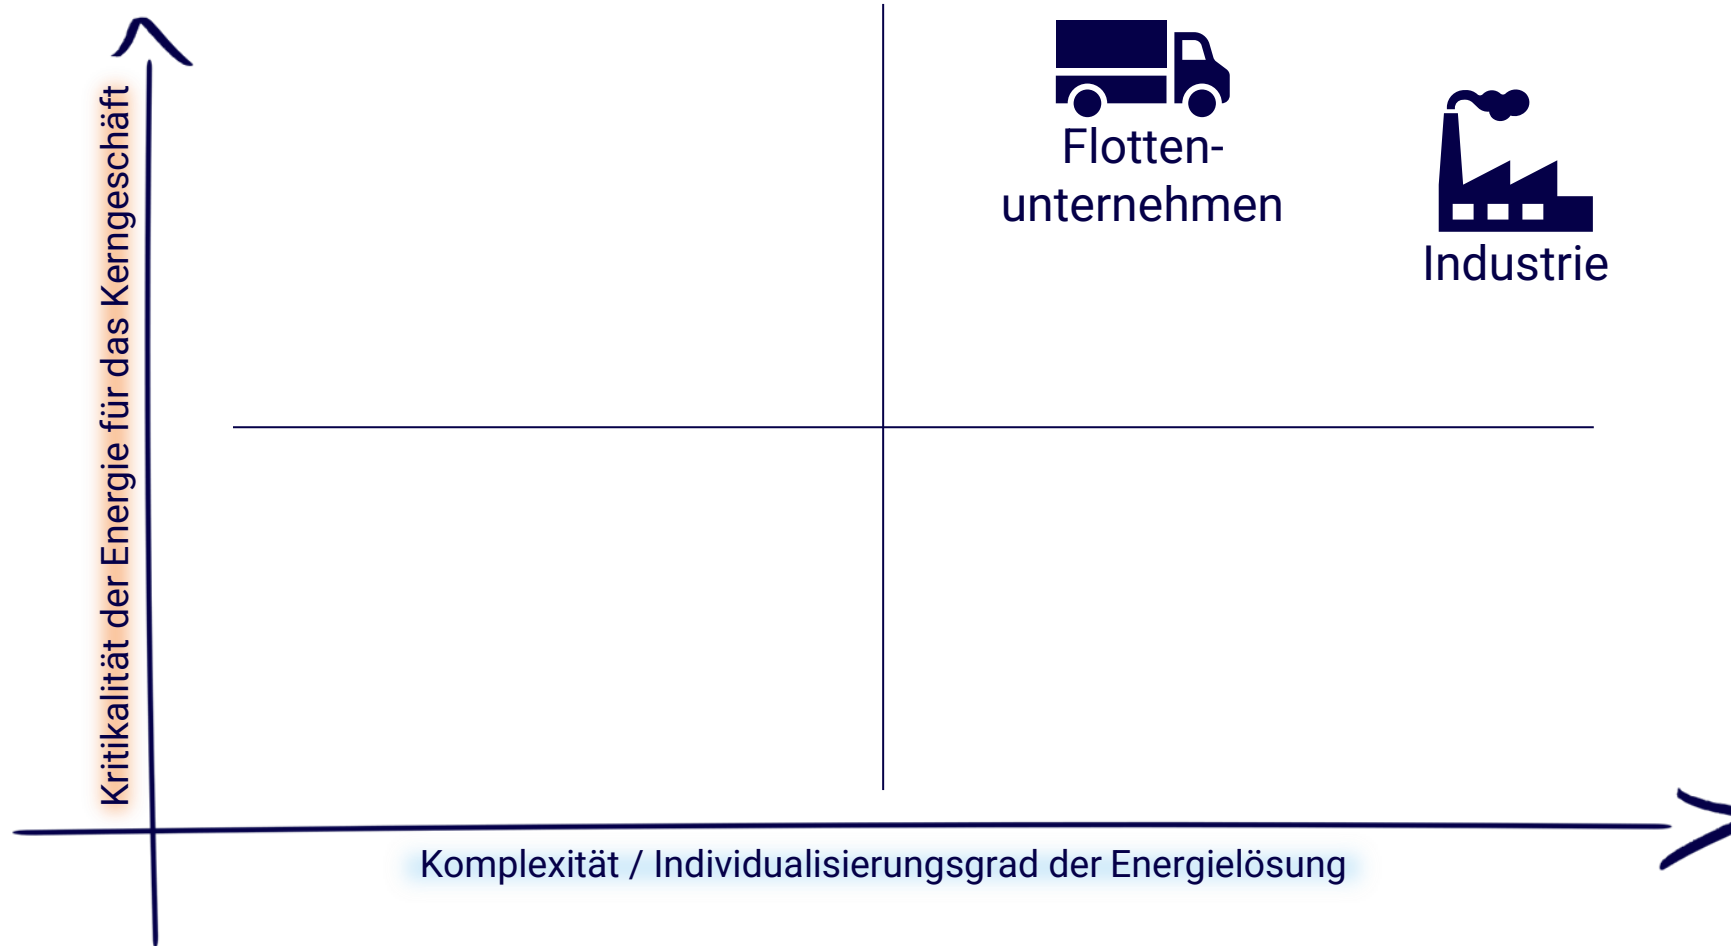 Kritikalität der Energie für das Kerngeschäft
Flotten-
unternehmen
Industrie
Komplexität / Individualisierungsgrad der Energielösung